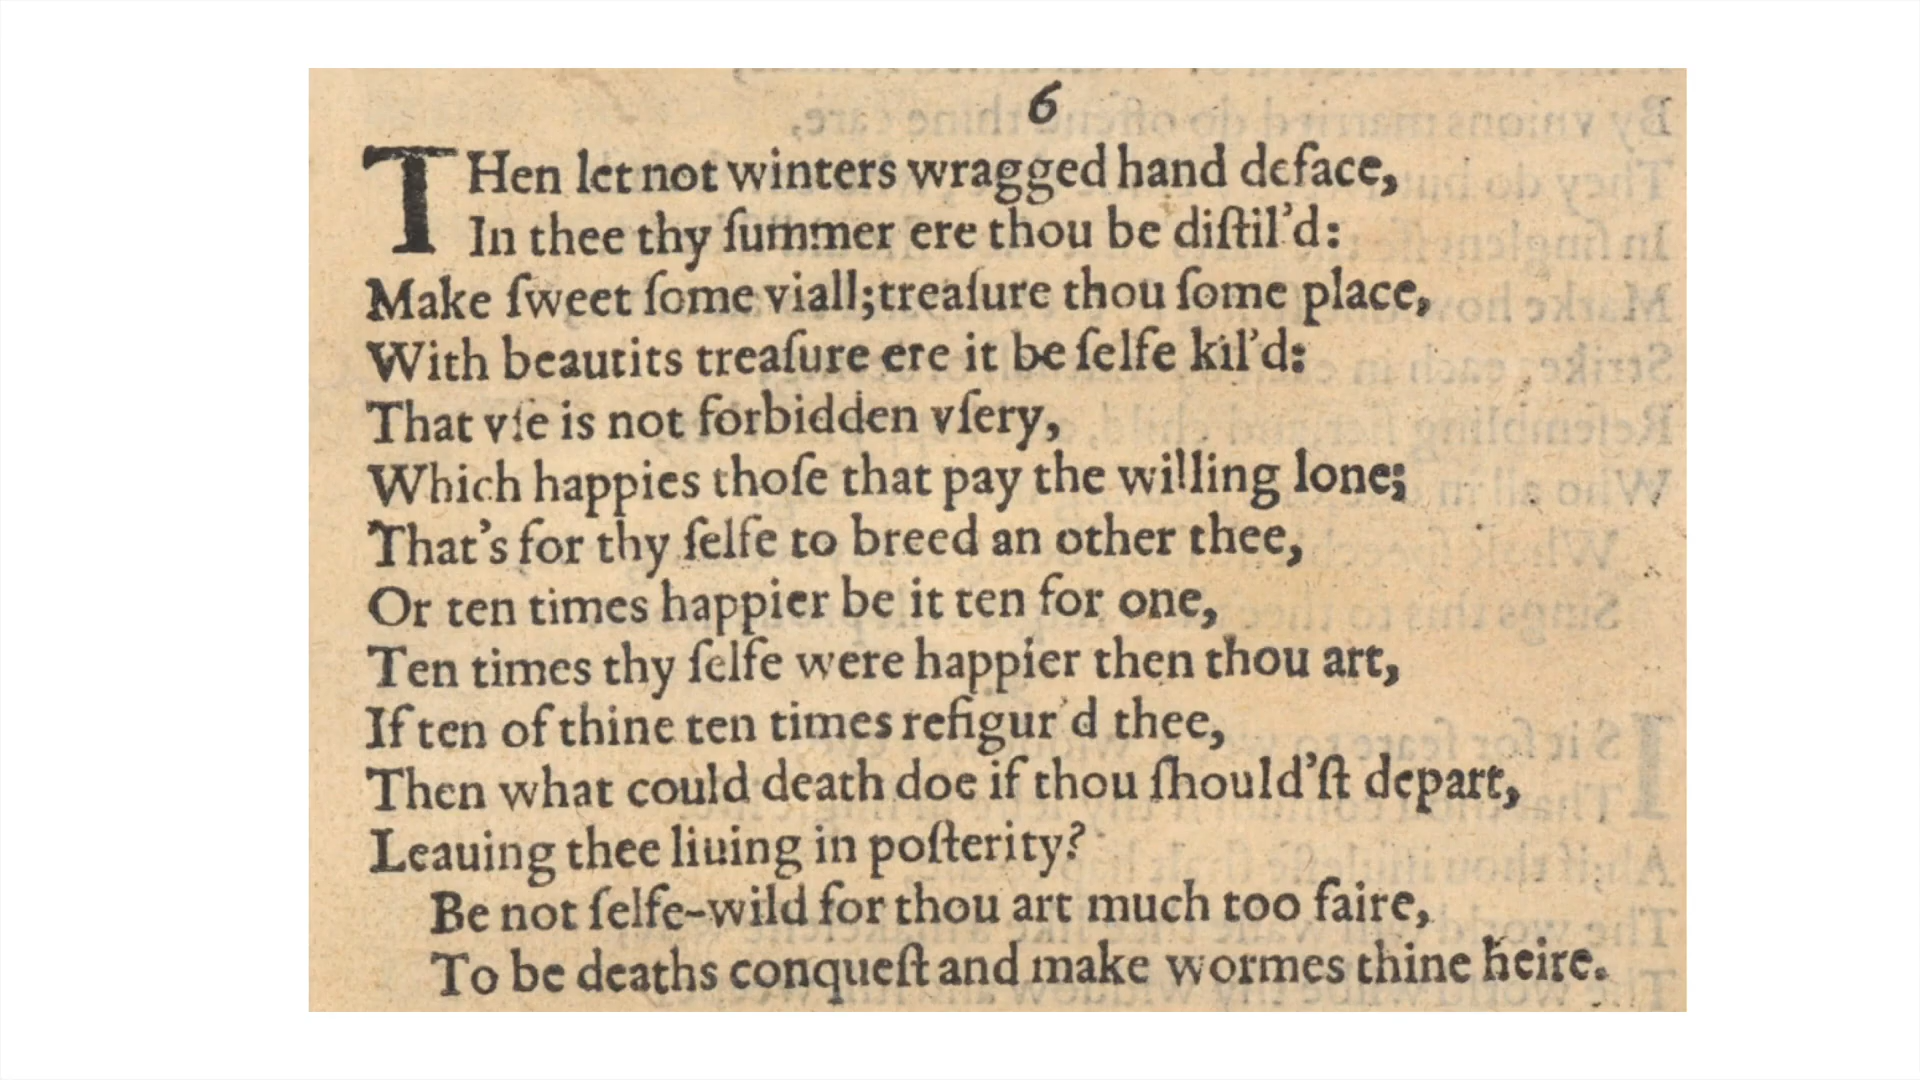 6
THen let not winters wragged hand deface,
In thee thy ſummer ere thou be diſtil'd:
Make ſweet ſome viall;treaſure thou ſome place,
With beautits treaſure ere it be ſelfe kil'd:
That vſe is not forbidden vſery,
Which happies thoſe that pay the willing lone;
That's for thy ſelfe to breed an other thee,
Or ten times happier be it ten for one,
Ten times thy ſelfe were happier then thou art,
If ten of thine ten times refigur'd thee,
Then what could death doe if thou ſhould'ſt depart,
Leauing thee liuing in poſterity?
Be not ſelfe-wild for thou art much too faire,
To be deaths conqueſt and make wormes thine heire.